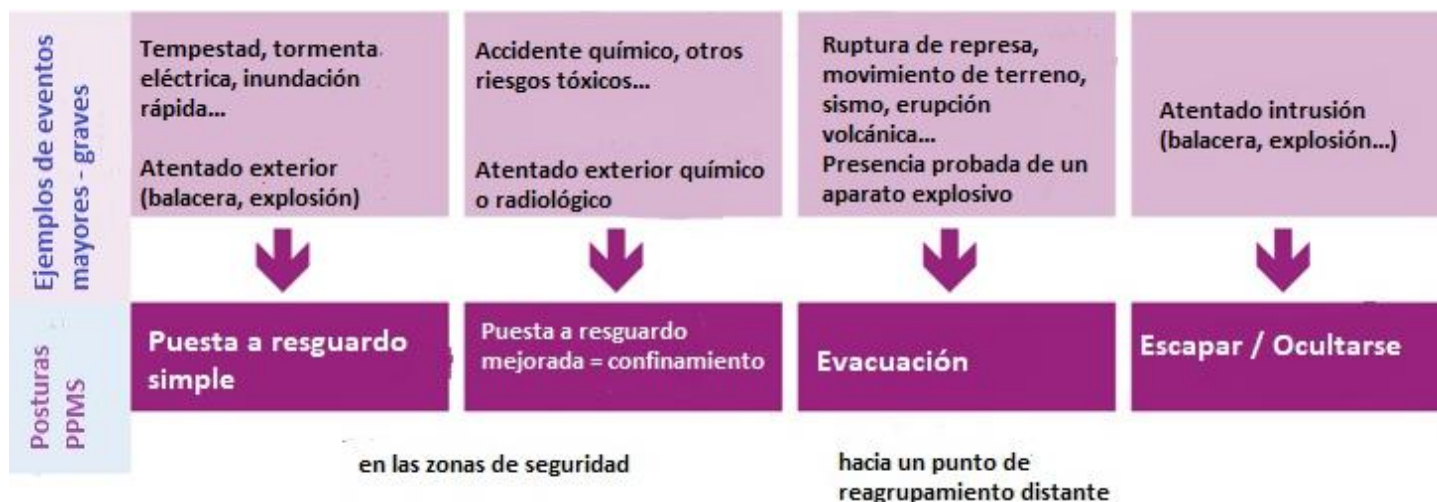 Ejemplos de eventos
mayores - graves
Tempestad, tormenta
eléctrica, inundación
rápida...
Atentado exterior
(balacera, explosión)
Accidente químico, otros
riesgos tóxicos...
Atentado exterior químico
o radiológico
Ruptura de represa,
movimiento de terreno,
sismo, erupción
volcánica...
Presencia probada de un
aparato explosivo
Atentado intrusión
(balacera, explosión...)
Posturas
PPMS
Puesta a resguardo
simple
Puesta a resguardo
mejorada = confinamiento
Evacuación
Escapar / Ocultarse
en las zonas de seguridad
hacia un punto de
reagrupamiento distante